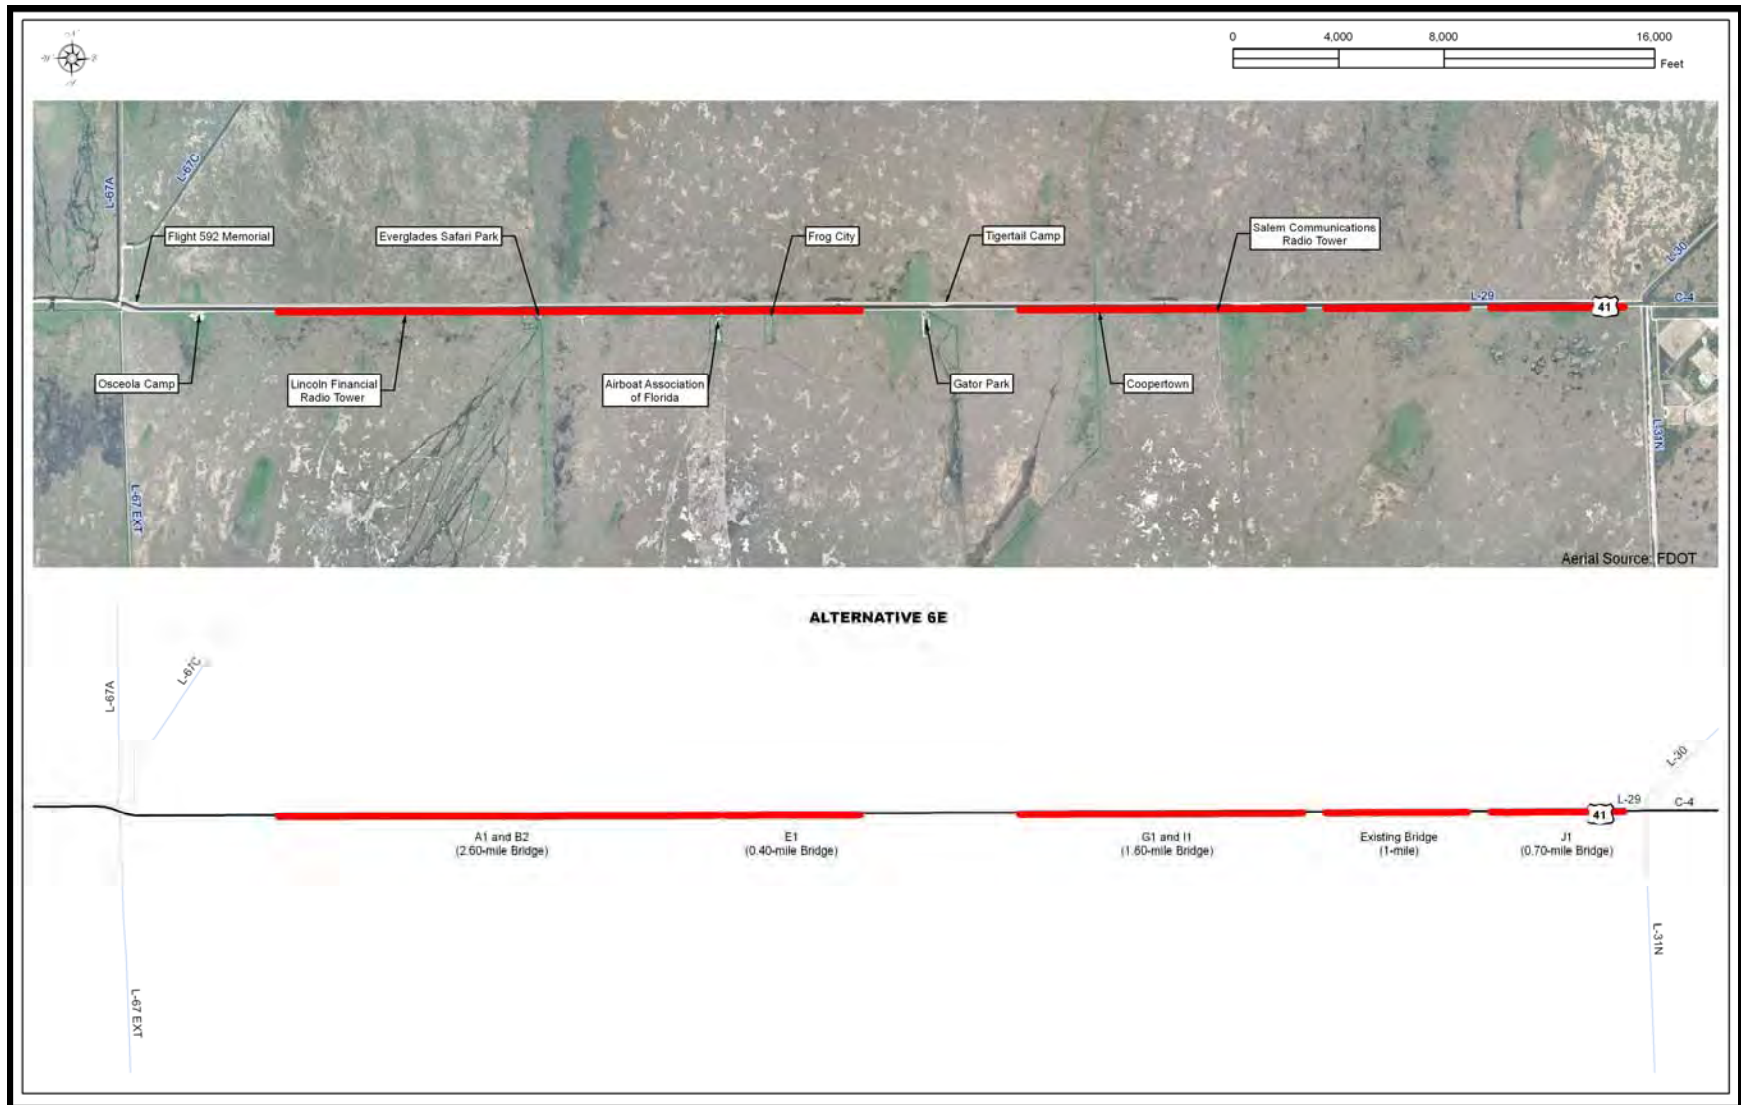 N
W
E
S
0
4,000
8,000
16,000
Feet
L-67A
L-67C
Flight 592 Memorial
Everglades Safari Park
Frog City
Tigertail Camp
Salem Communications
Radio Tower
L-30
L-29
C-4
41
Osceola Camp
Lincoln Financial
Radio Tower
Airboat Association
of Florida
Gator Park
Coopertown
L-31N
L-67 EXT
Aerial Source: FDOT
ALTERNATIVE 6E
L-67A
L-67C
L-30
L-29
C-4
41
A1 and B2
(2.60-mile Bridge)
E1
(0.40-mile Bridge)
G1 and I1
(1.60-mile Bridge)
Existing Bridge
(1-mile)
J1
(0.70-mile Bridge)
L-31N
L-67 EXT